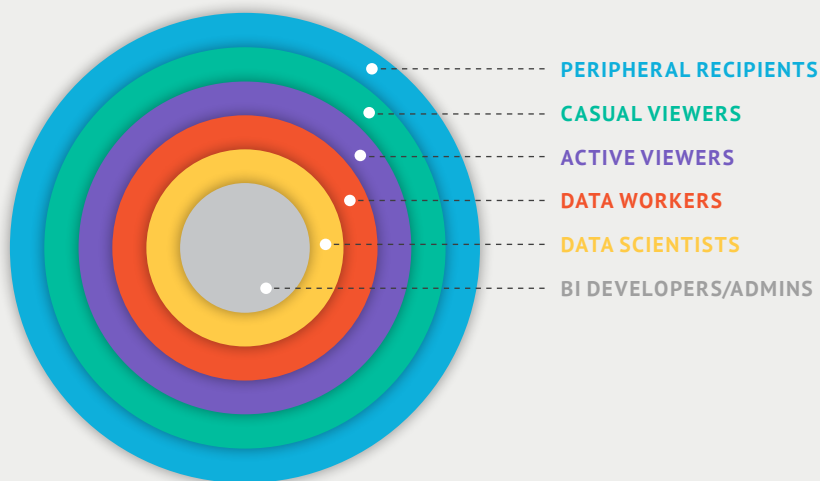 PERIPHERAL RECIPIENTS
CASUAL VIEWERS
ACTIVE VIEWERS
DATA WORKERS
DATA SCIENTISTS
BI DEVELOPERS/ADMINS